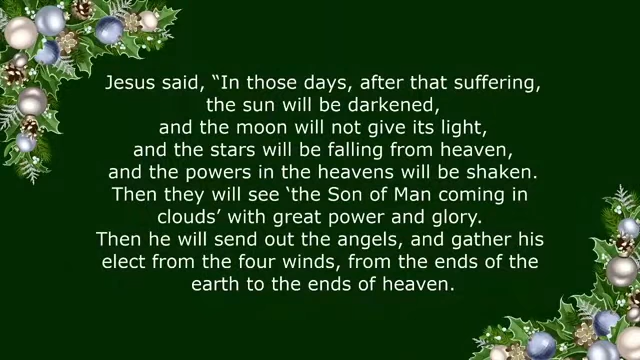 Jesus said, “In those days, after that suffering,
the sun will be darkened,
and the moon will not give its light,
and the stars will be falling from heaven,
and the powers in the heavens will be shaken.
Then they will see ‘the Son of Man coming in
clouds’ with great power and glory.
Then he will send out the angels, and gather his
elect from the four winds, from the ends of the
earth to the ends of heaven.